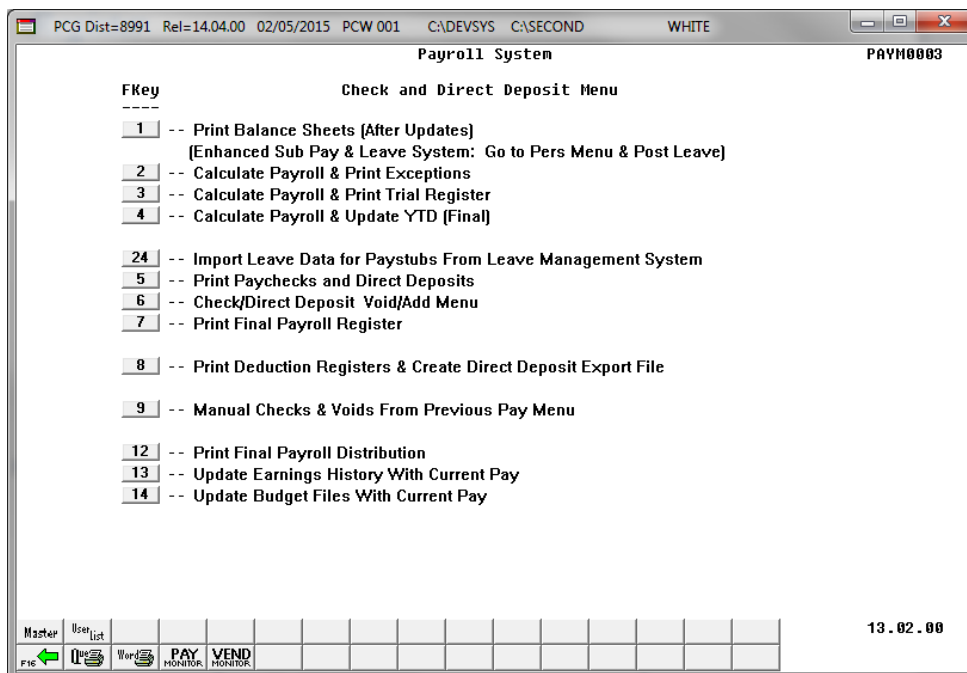 PCG Dist=8991 Rel=14.04.00 02/05/2015 PCW 001 C:\DEVSYS C:\SECOND WHITE
Payroll System PAYM0003
FKey Check and Direct Deposit Menu
----
1 -- Print Balance Sheets (After Updates)
(Enhanced Sub Pay & Leave System: Go to Pers Menu & Post Leave)
2 -- Calculate Payroll & Print Exceptions
3 -- Calculate Payroll & Print Trial Register
4 -- Calculate Payroll & Update YTD (Final)
24 -- Import Leave Data for Paystubs From Leave Management System
5 -- Print Paychecks and Direct Deposits
6 -- Check/Direct Deposit Void/Add Menu
7 -- Print Final Payroll Register
8 -- Print Deduction Registers & Create Direct Deposit Export File
9 -- Manual Checks & Voids From Previous Pay Menu
12 -- Print Final Payroll Distribution
13 -- Update Earnings History With Current Pay
14 -- Update Budget Files With Current Pay
Master User List 13.02.00
F16 Que Word PAY MONITOR VEND MONITOR